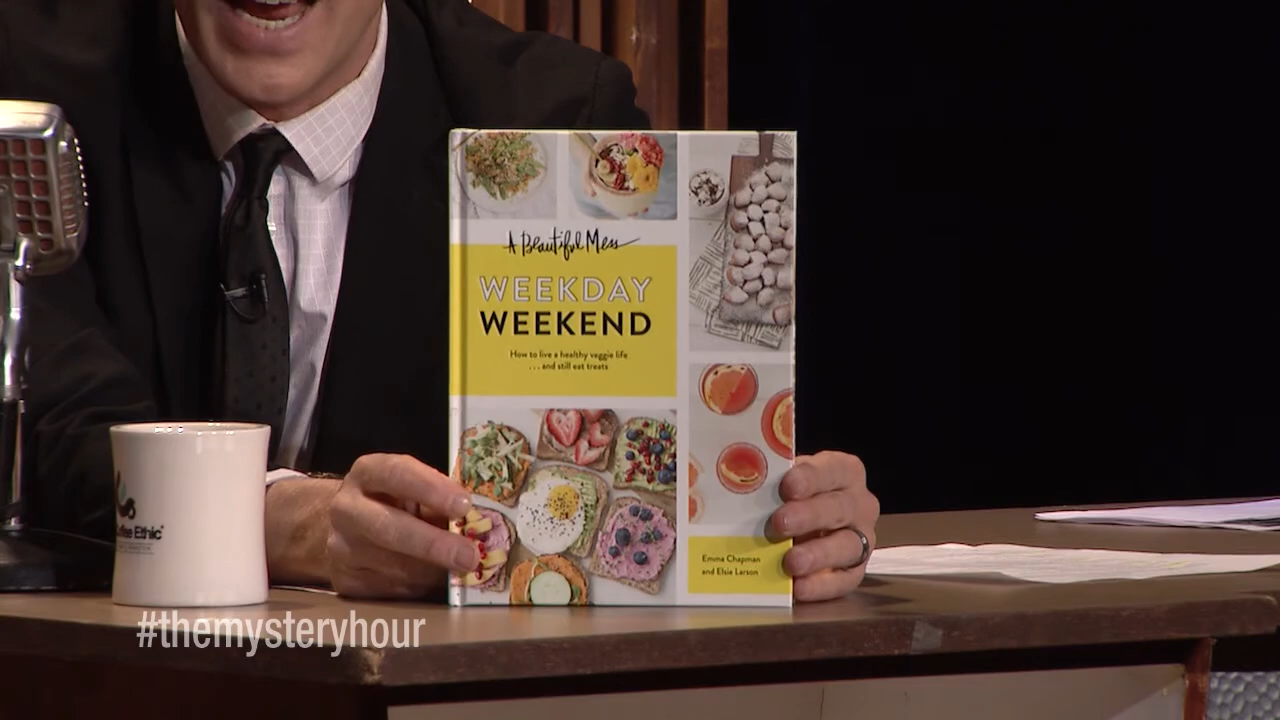 A Beautiful Mess
WEEKDAY
WEEKEND
How to live a healthy veggie life
... and still eat treats
Emma Chapman
and Elsie Larson
Ethic
#themysteryhour